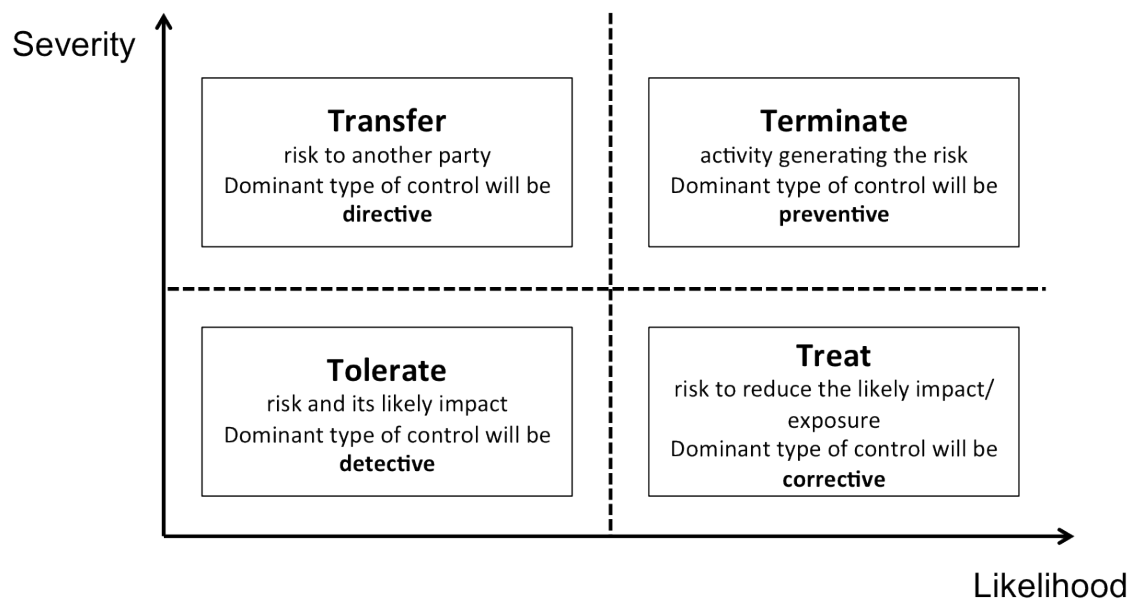 Severity
Transfer
risk to another party
Dominant type of control will be
directive
Terminate
activity generating the risk
Dominant type of control will be
preventive
Tolerate
risk and its likely impact
Dominant type of control will be
detective
Treat
risk to reduce the likely impact/
exposure
Dominant type of control will be
corrective
Likelihood